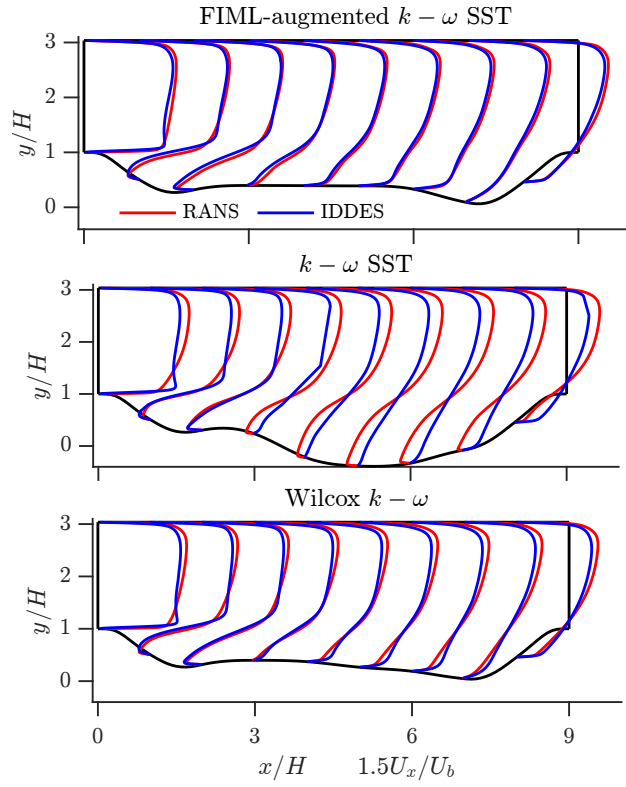 FIML-augmented k − ω SST
3
2
y/H
1
0
RANS IDDES
k − ω SST
3
2
y/H
1
0
Wilcox k − ω
3
2
y/H
1
0
0 3 6 9
x/H 1.5U_x/U_b